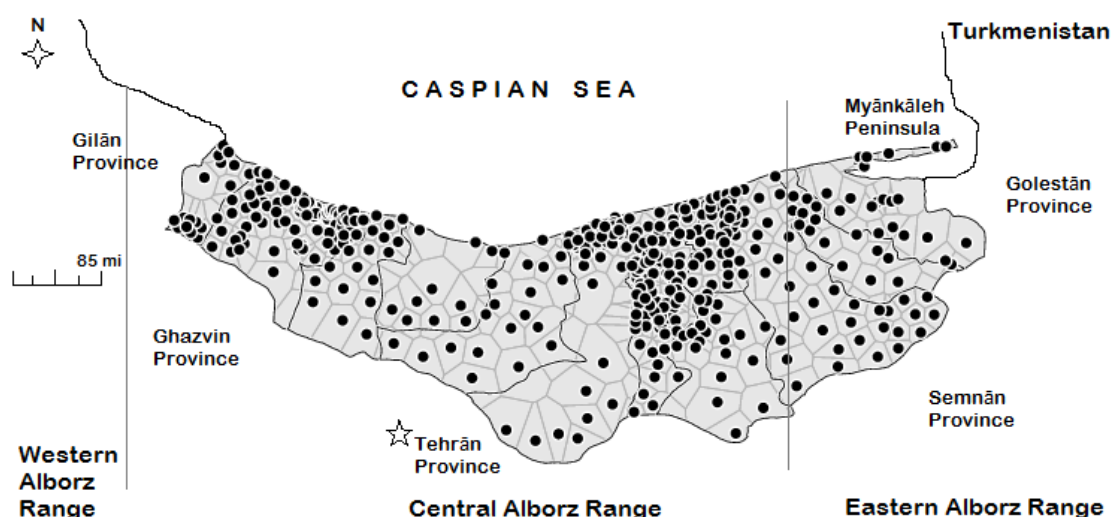 N
Turkmenistan
CASPIAN SEA
Myānkāleh
Peninsula
Gilān
Province
Golestān
Province
85 mi
Ghazvin
Province
Semnān
Province
Tehrān
Province
Western
Alborz
Range
Central Alborz Range
Eastern Alborz Range